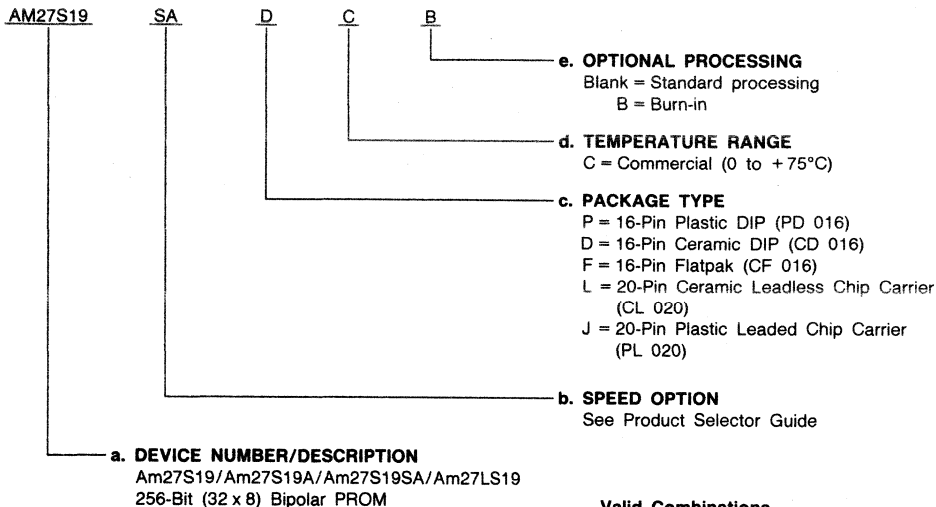 AM27S19 SA D C B
e. OPTIONAL PROCESSING
Blank = Standard processing
B = Burn-in
d. TEMPERATURE RANGE
C = Commercial (0 to +75°C)
c. PACKAGE TYPE
P = 16-Pin Plastic DIP (PD 016)
D = 16-Pin Ceramic DIP (CD 016)
F = 16-Pin Flatpak (CF 016)
L = 20-Pin Ceramic Leadless Chip Carrier
(CL 020)
J = 20-Pin Plastic Leaded Chip Carrier
(PL 020)
b. SPEED OPTION
See Product Selector Guide
a. DEVICE NUMBER/DESCRIPTION
Am27S19/Am27S19A/Am27S19SA/Am27LS19
256-Bit (32 x 8) Bipolar PROM
Valid Combinations